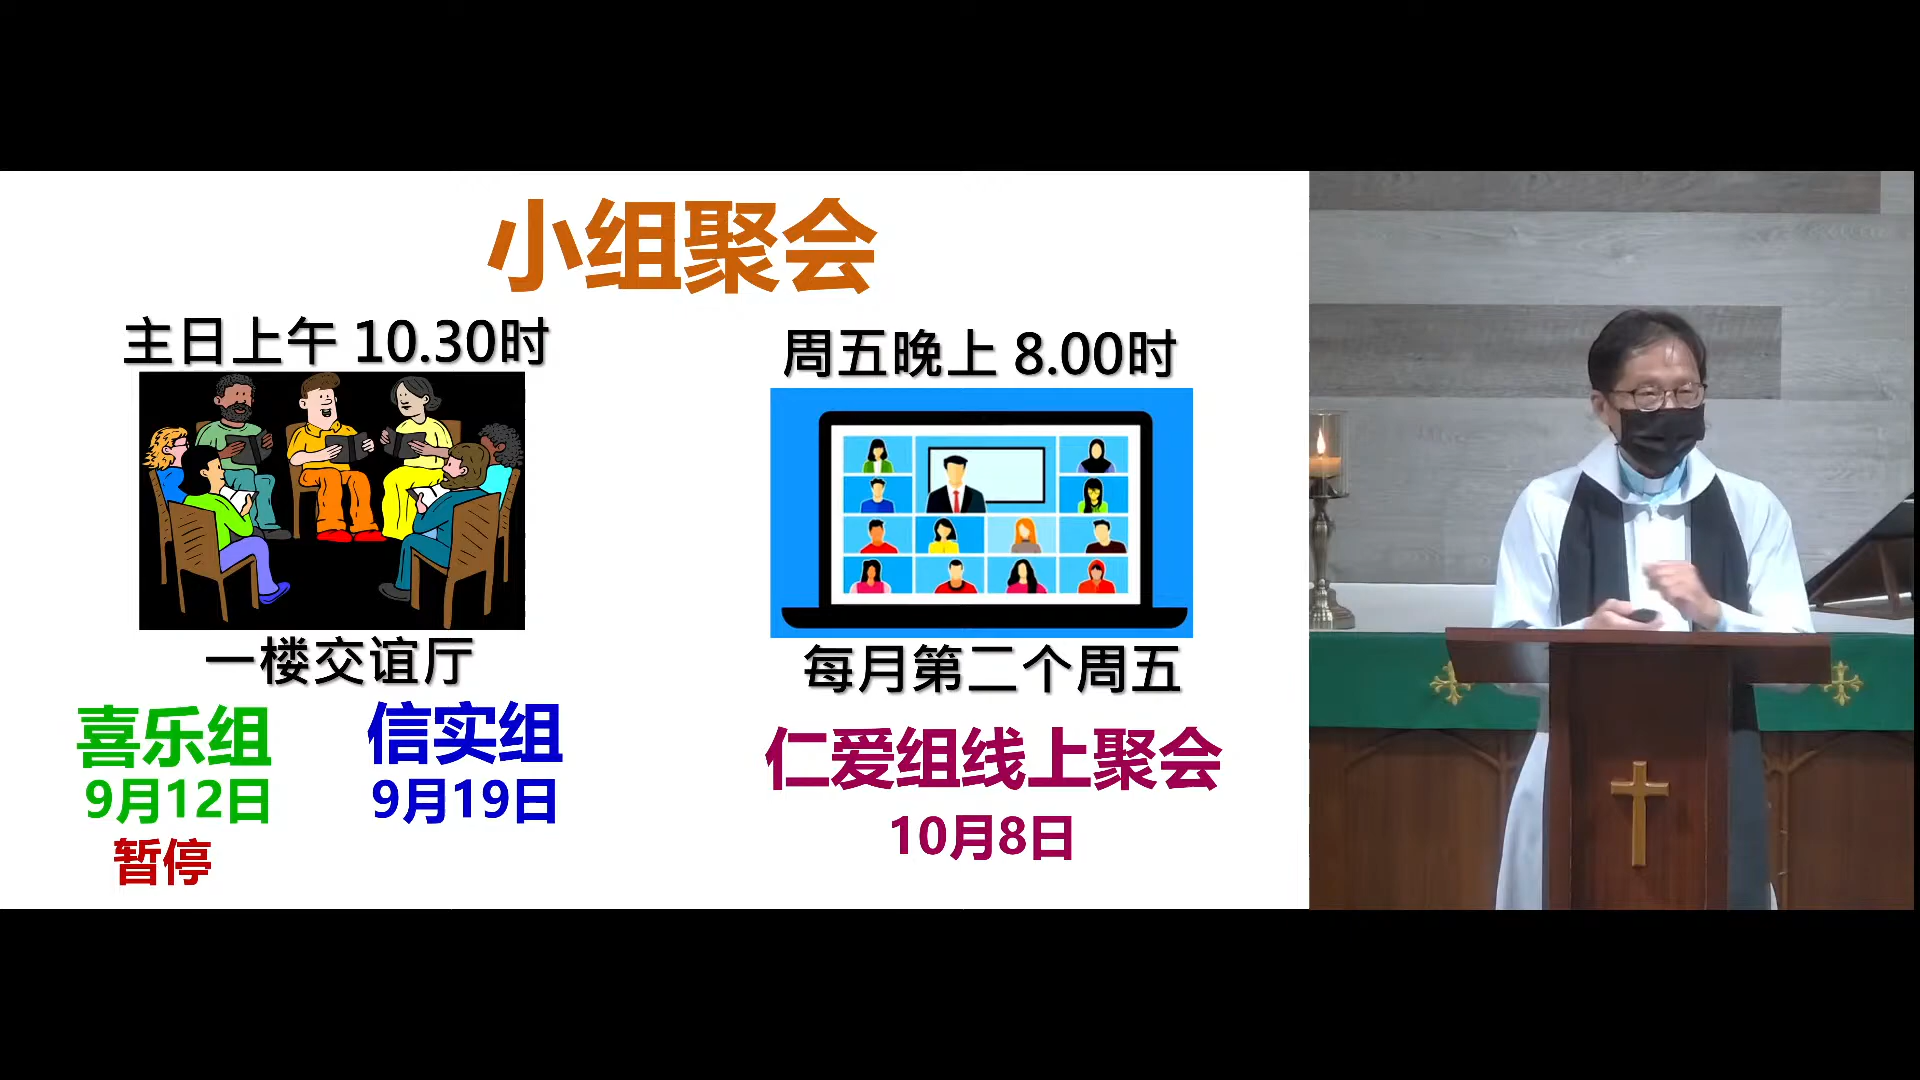 小组聚会
主日上午 10.30时
一楼交谊厅
喜乐组
9月12日
暂停
信实组
9月19日
周五晚上 8.00时
每月第二个周五
仁爱组线上聚会
10月8日